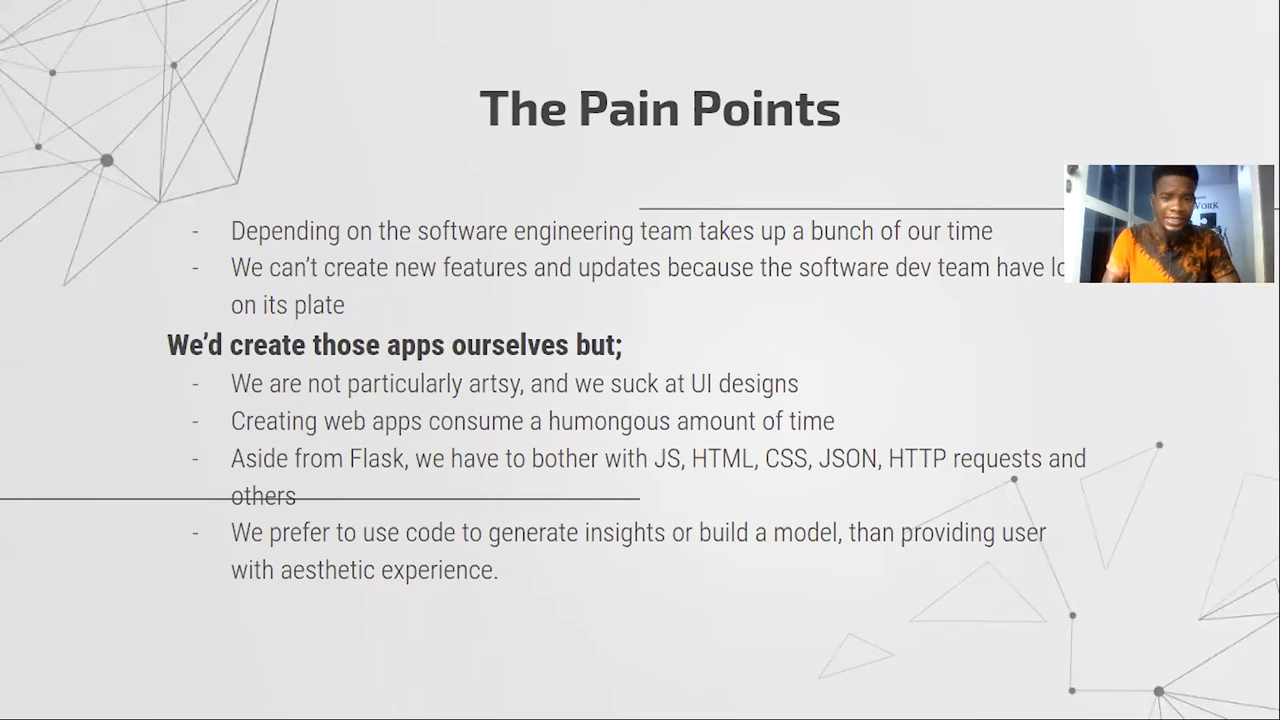 The Pain Points
- Depending on the software engineering team takes up a bunch of our time
- We can't create new features and updates because the software dev team have
on its plate
We'd create those apps ourselves but;
- We are not particularly artsy, and we suck at UI designs
- Creating web apps consume a humongous amount of time
- Aside from Flask, we have to bother with JS, HTML, CSS, JSON, HTTP requests and
others
- We prefer to use code to generate insights or build a model, than providing user
with aesthetic experience.